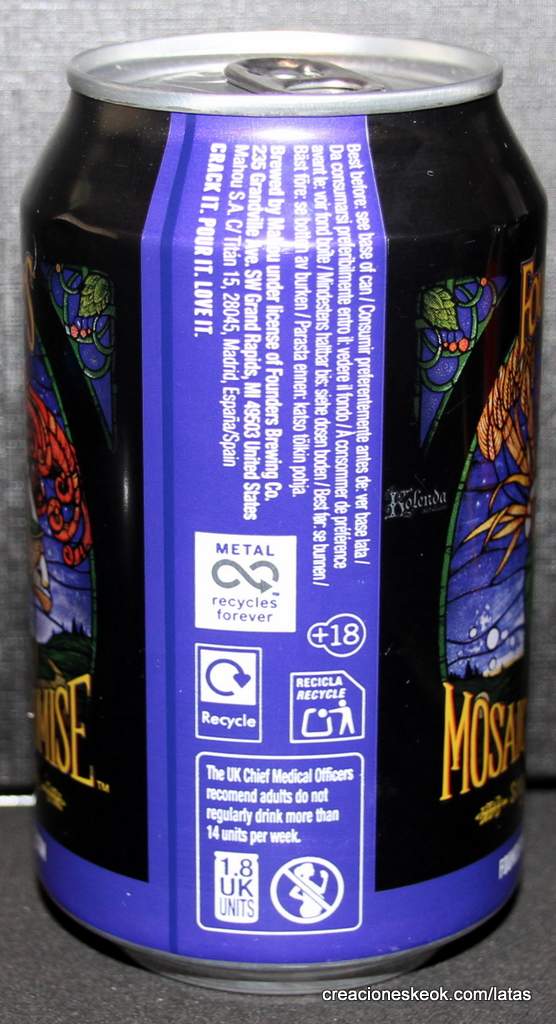 Best before: see base of can / Consumir preferentemente antes de: ver base lata /
Da consumarsi preferibilmente entro il: vedere il fondo / A consommer de préférence
avant le: voir fond boîte / Mindestens haltbar bis: siehe dosen boden / Best før: se bunnen /
Bäst före: se botten av burken / Parasta ennen: katso tölkin pohja.
Brewed by Mahou under license of Founders Brewing Co.
235 Grandville Ave. SW Grand Rapids, MI 49503 United States
Mahou S.A. C/ Titán 15, 28045, Madrid, España/Spain
CRACK IT. POUR IT. LOVE IT.
METAL
recycles
forever
+18
Recycle
RECICLA
RECYCLE
The UK Chief Medical Officers
recomend adults do not
regularly drink more than
14 units per week.
1.8
UK
UNITS
S
MISE
TM
FO
MOSA
Kolenda
creacioneskeok.com/latas